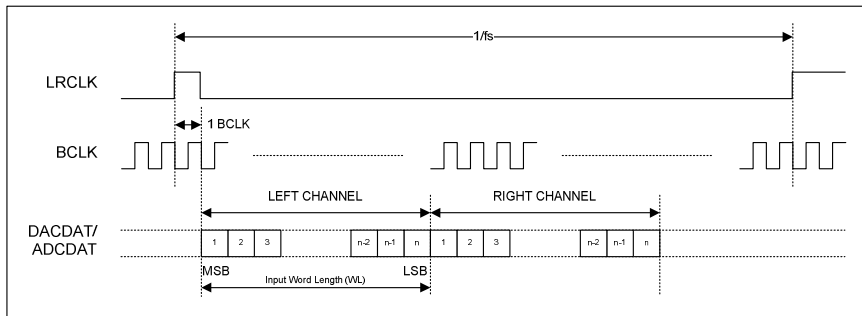 1/fs
LRCLK
1 BCLK
BCLK
LEFT CHANNEL
RIGHT CHANNEL
DACDAT/
ADCDAT
1 2 3 n-2 n-1 n 1 2 3 n-2 n-1 n
MSB LSB
Input Word Length (WL)